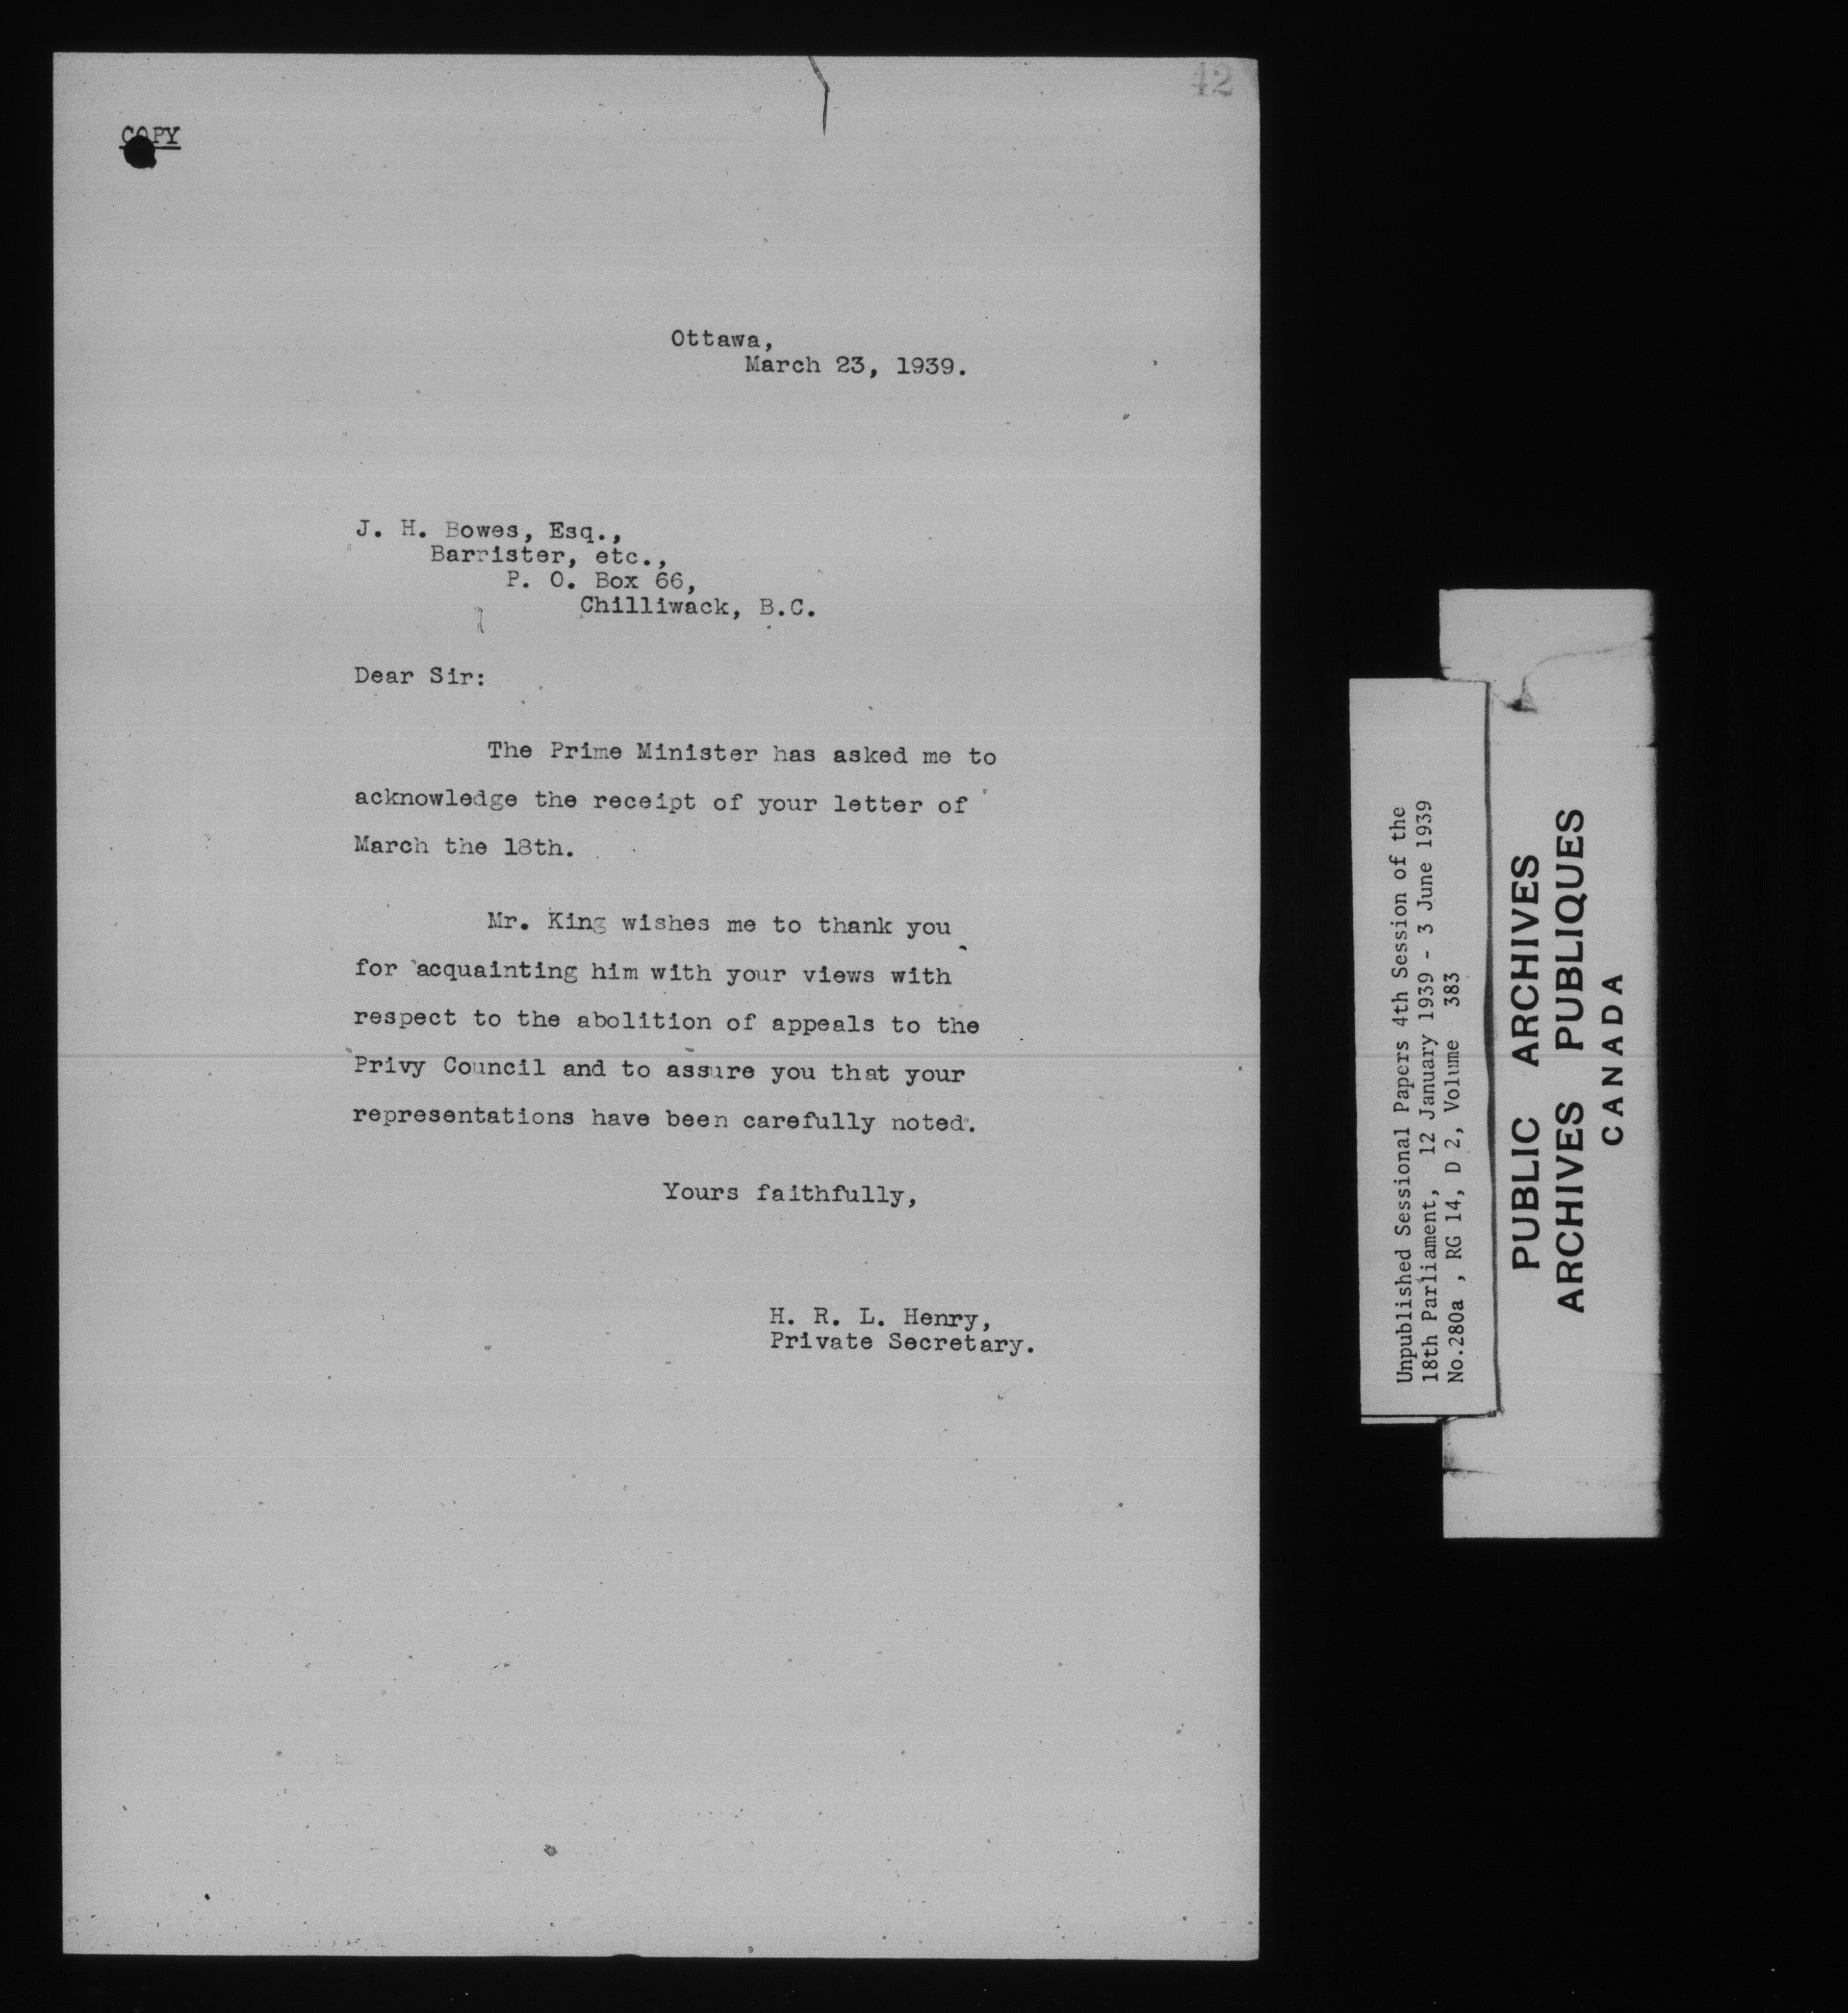 42
COPY
Ottawa,
March 23, 1939.
J. H. Bowes, Esq.,
Barrister, etc.,
P. O. Box 66,
Chilliwack, B.C.
Dear Sir:
The Prime Minister has asked me to
acknowledge the receipt of your letter of
March the 18th.
Mr. King wishes me to thank you
for acquainting him with your views with
respect to the abolition of appeals to the
Privy Council and to assure you that your
representations have been carefully noted.
Yours faithfully,
H. R. L. Henry,
Private Secretary.
Unpublished Sessional Papers 4th Session of the
18th Parliament, 12 January 1939 - 3 June 1939
No.280a , RG 14, D 2, Volume 383
PUBLIC ARCHIVES
ARCHIVES PUBLIQUES
CANADA